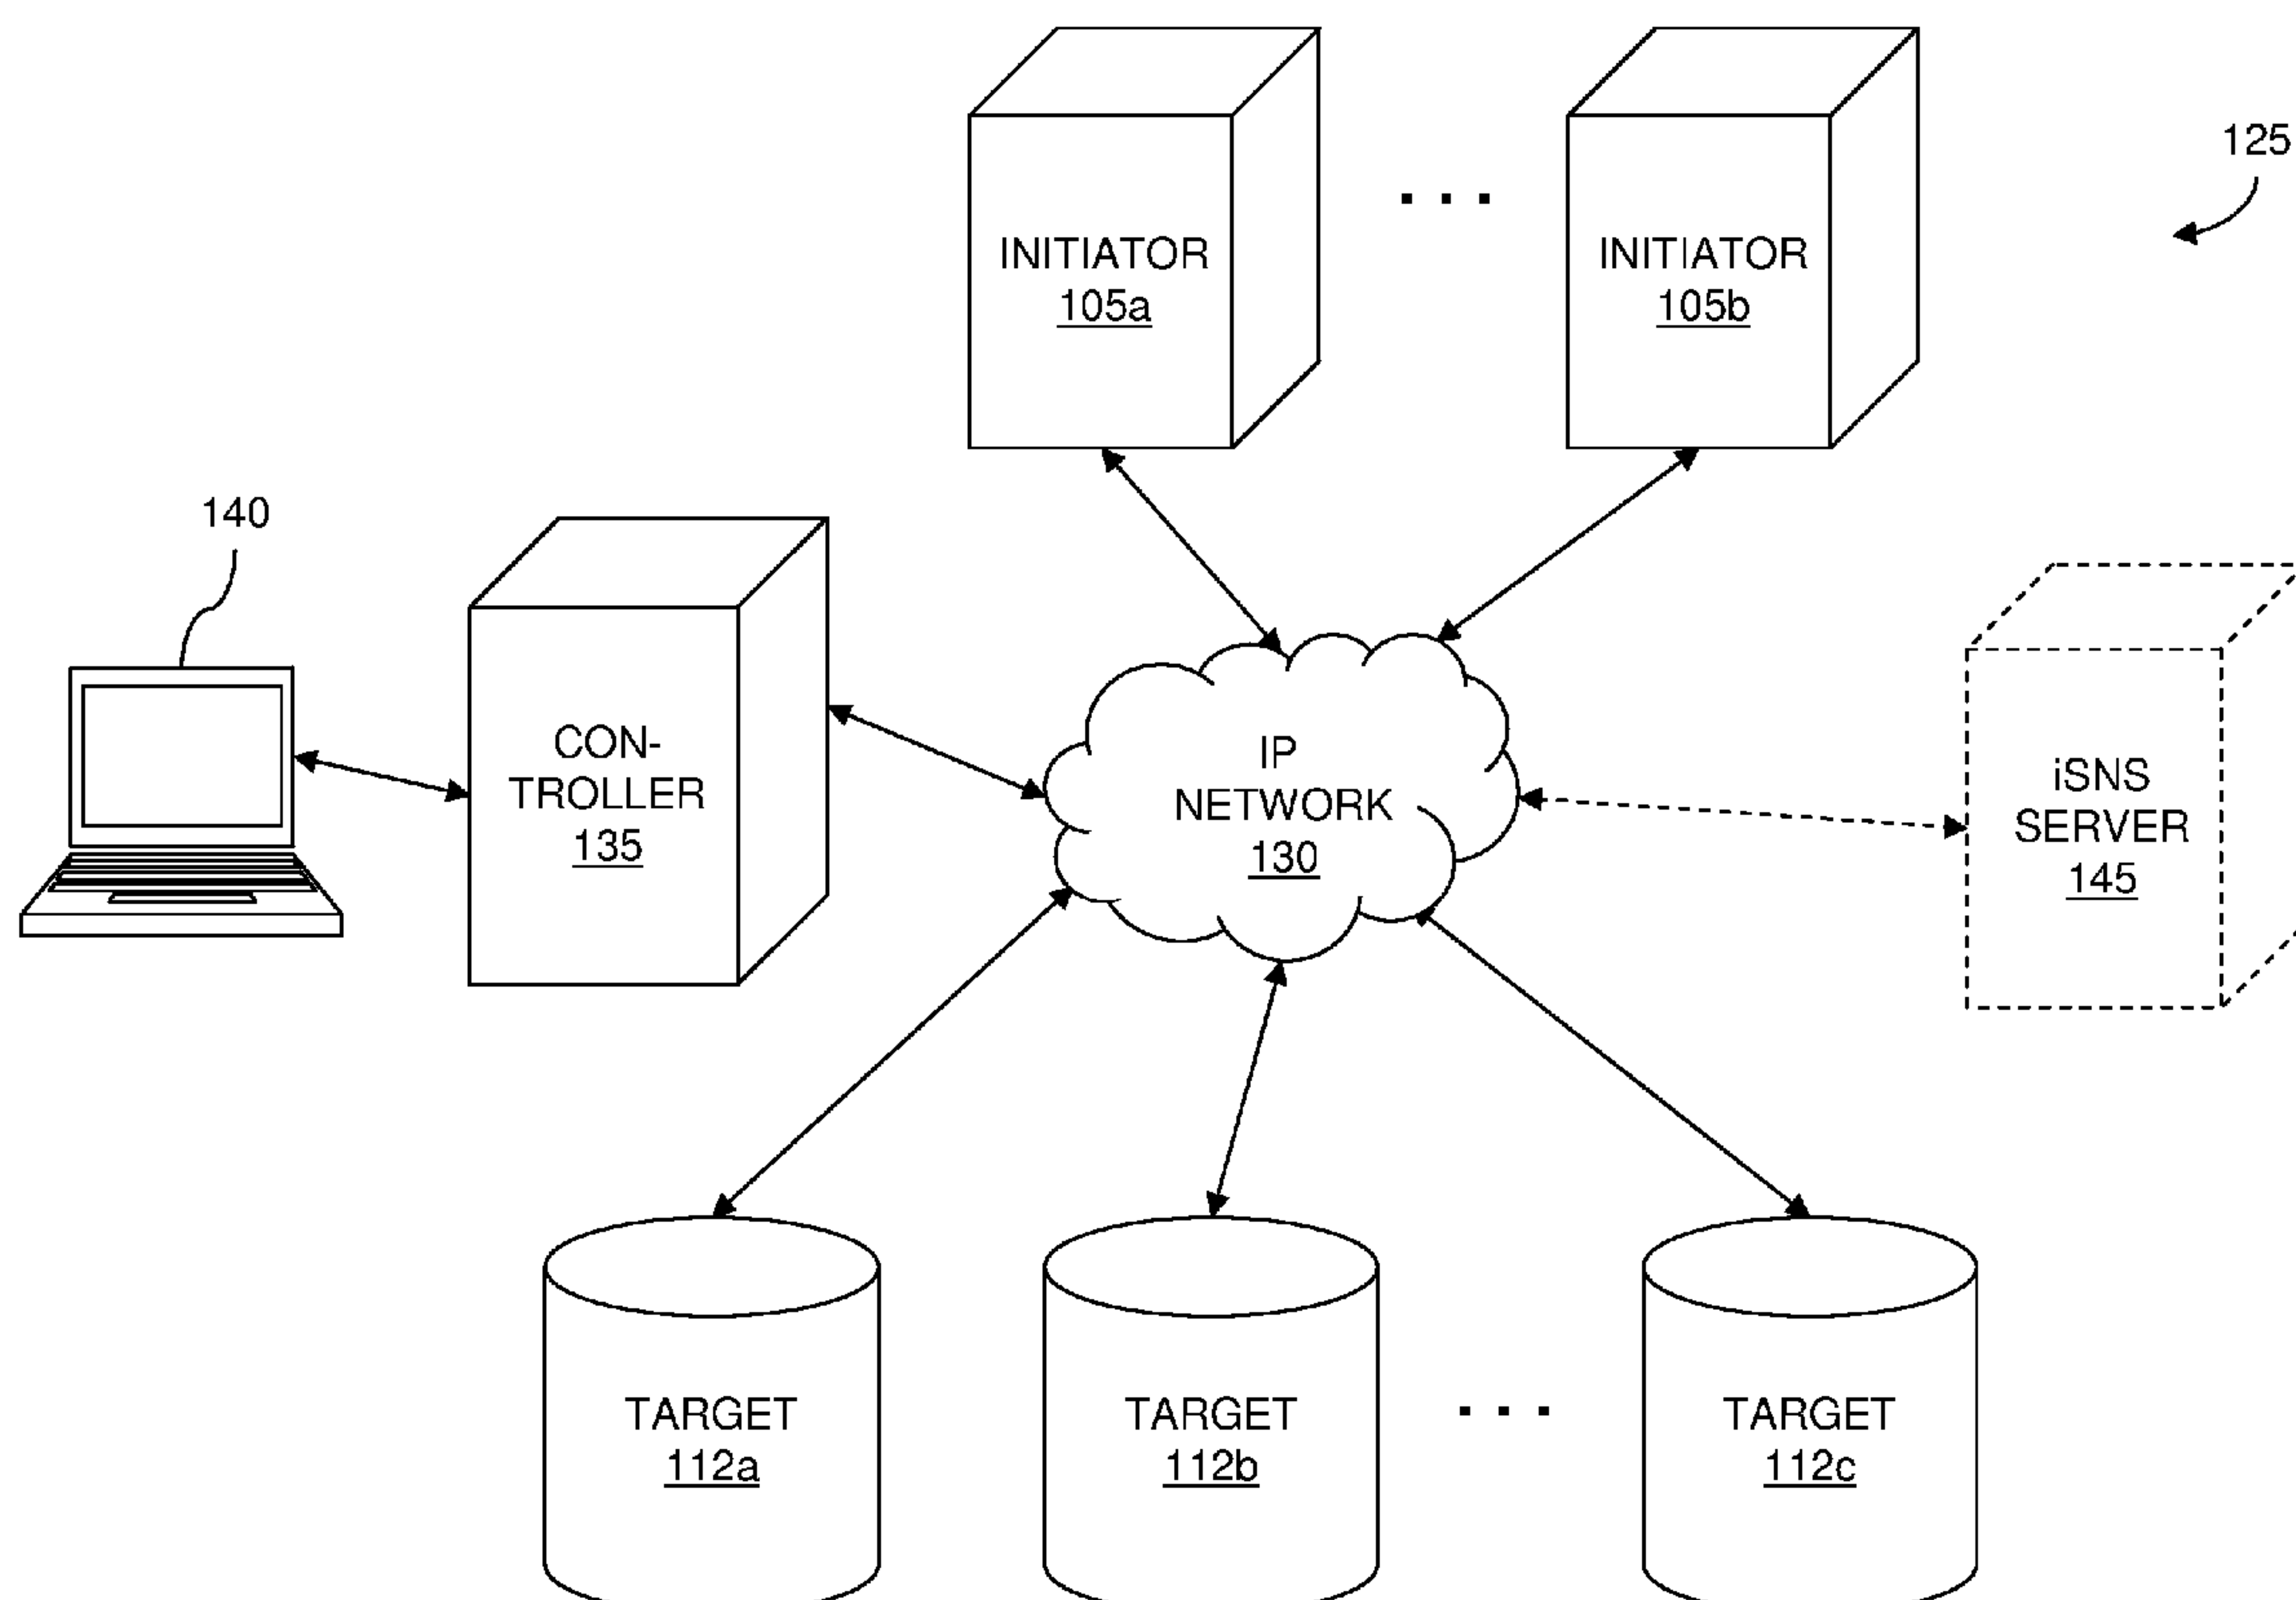 INITIATOR
105a
. . .
INITIATOR
105b
125
140
CON-
TROLLER
135
IP
NETWORK
130
iSNS
SERVER
145
TARGET
112a
TARGET
112b
. . .
TARGET
112c